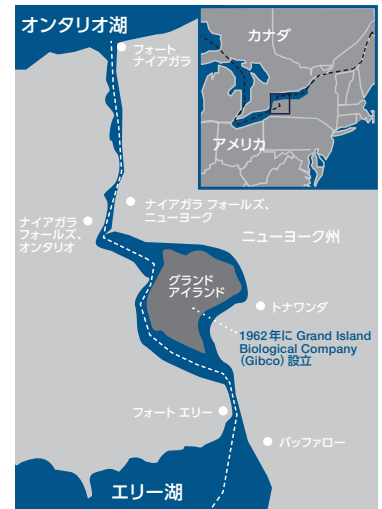 オンタリオ湖
フォート
ナイアガラ
カナダ
アメリカ
ナイアガラ フォールズ、
ニューヨーク
ナイアガラ
フォールズ、
オンタリオ
ニューヨーク州
グランド
アイランド
トナワンダ
1962年に Grand Island
Biological Company
(Gibco) 設立
フォート エリー
バッファロー
エリー湖